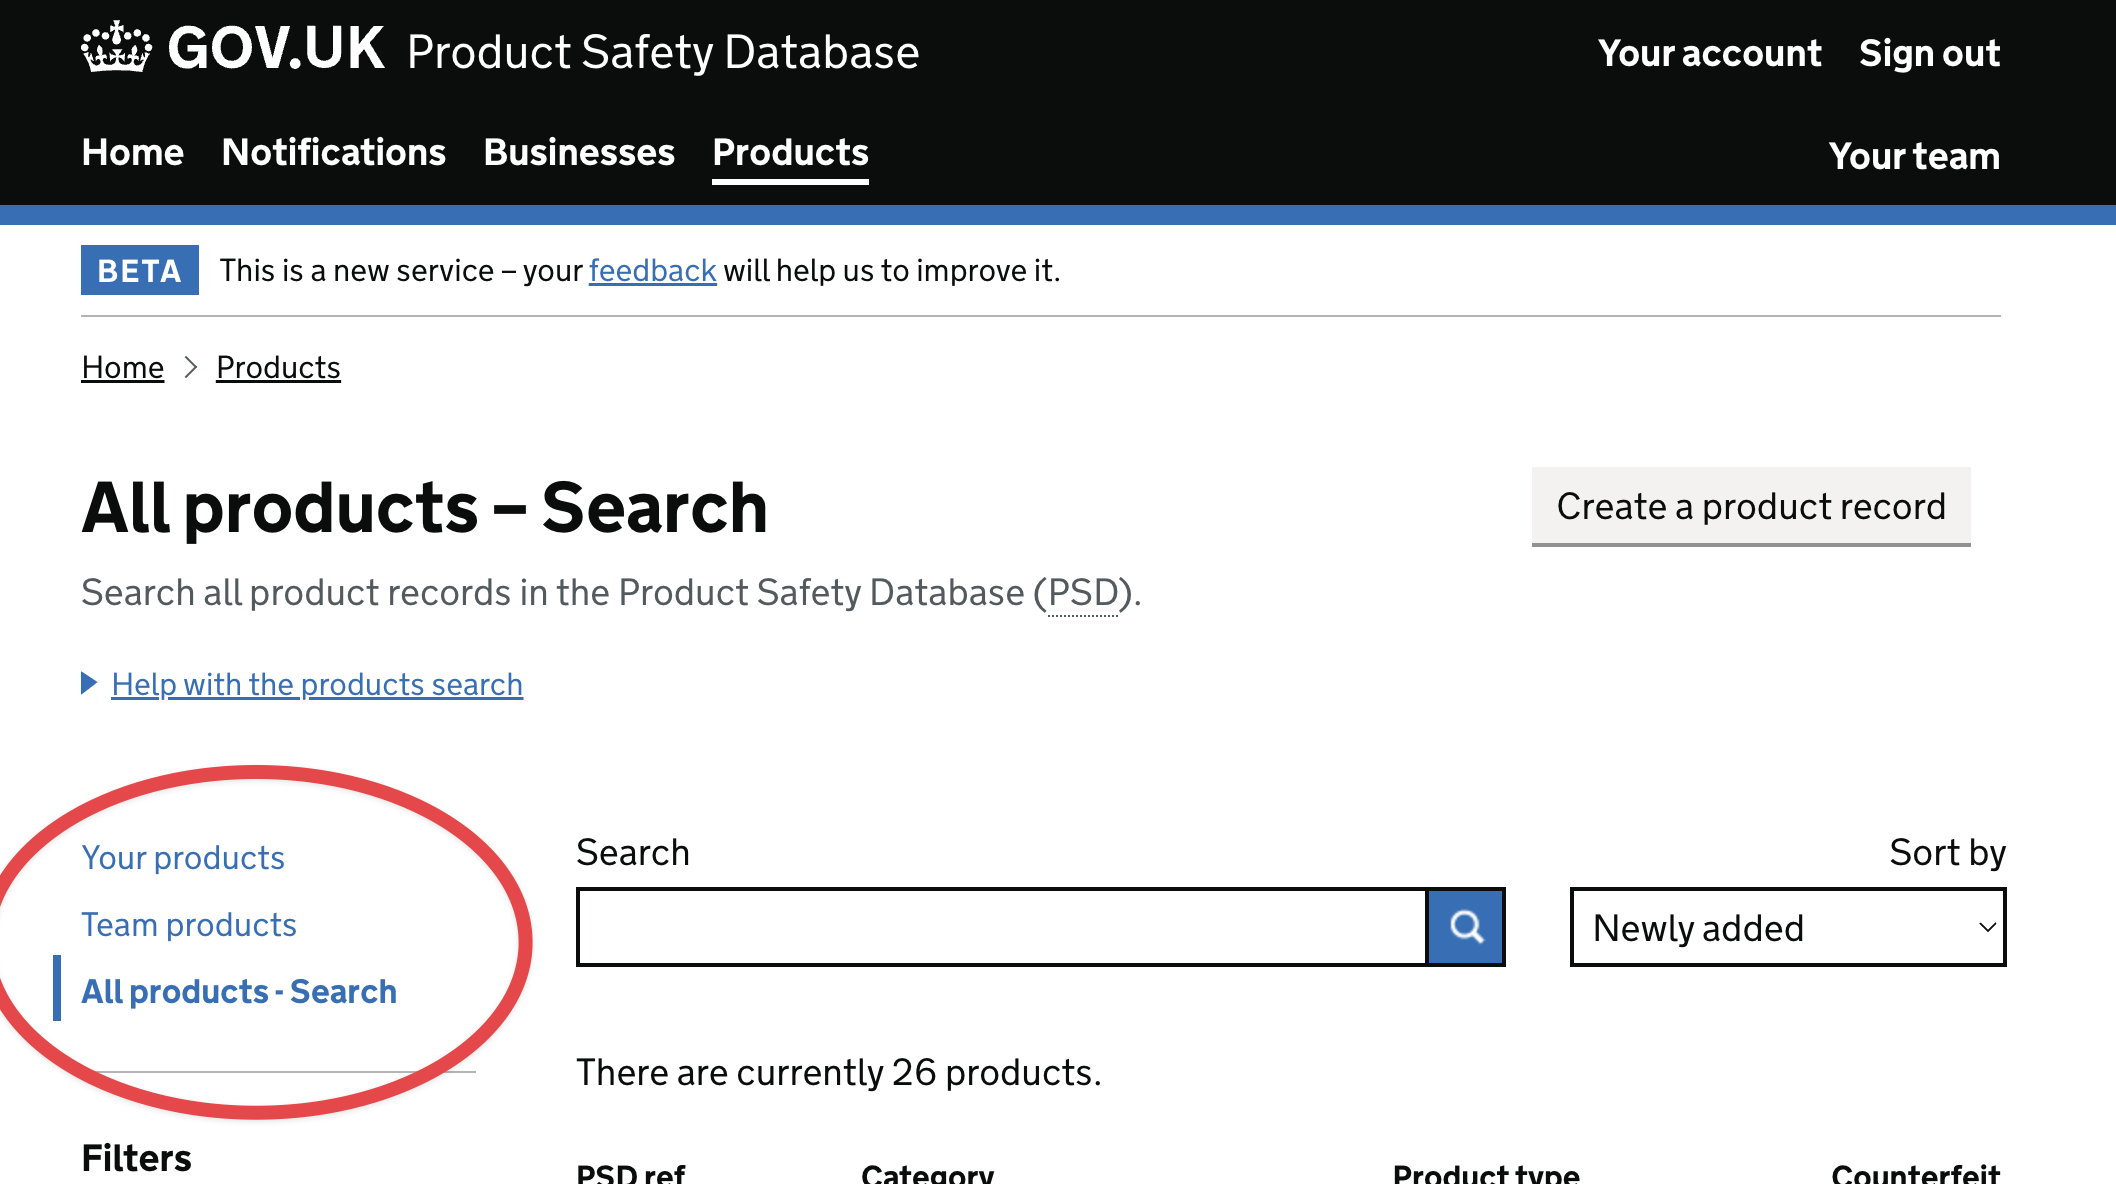 GOV.UK Product Safety Database
Your account Sign out
Home Notifications Businesses Products
Your team
BETA This is a new service – your feedback will help us to improve it.
Home Products
All products – Search
Create a product record
Search all product records in the Product Safety Database (PSD).
Help with the products search
Your products
Team products
All products - Search
Search
Sort by
Newly added
There are currently 26 products.
Filters
PSD ref Category Product type Counterfeit